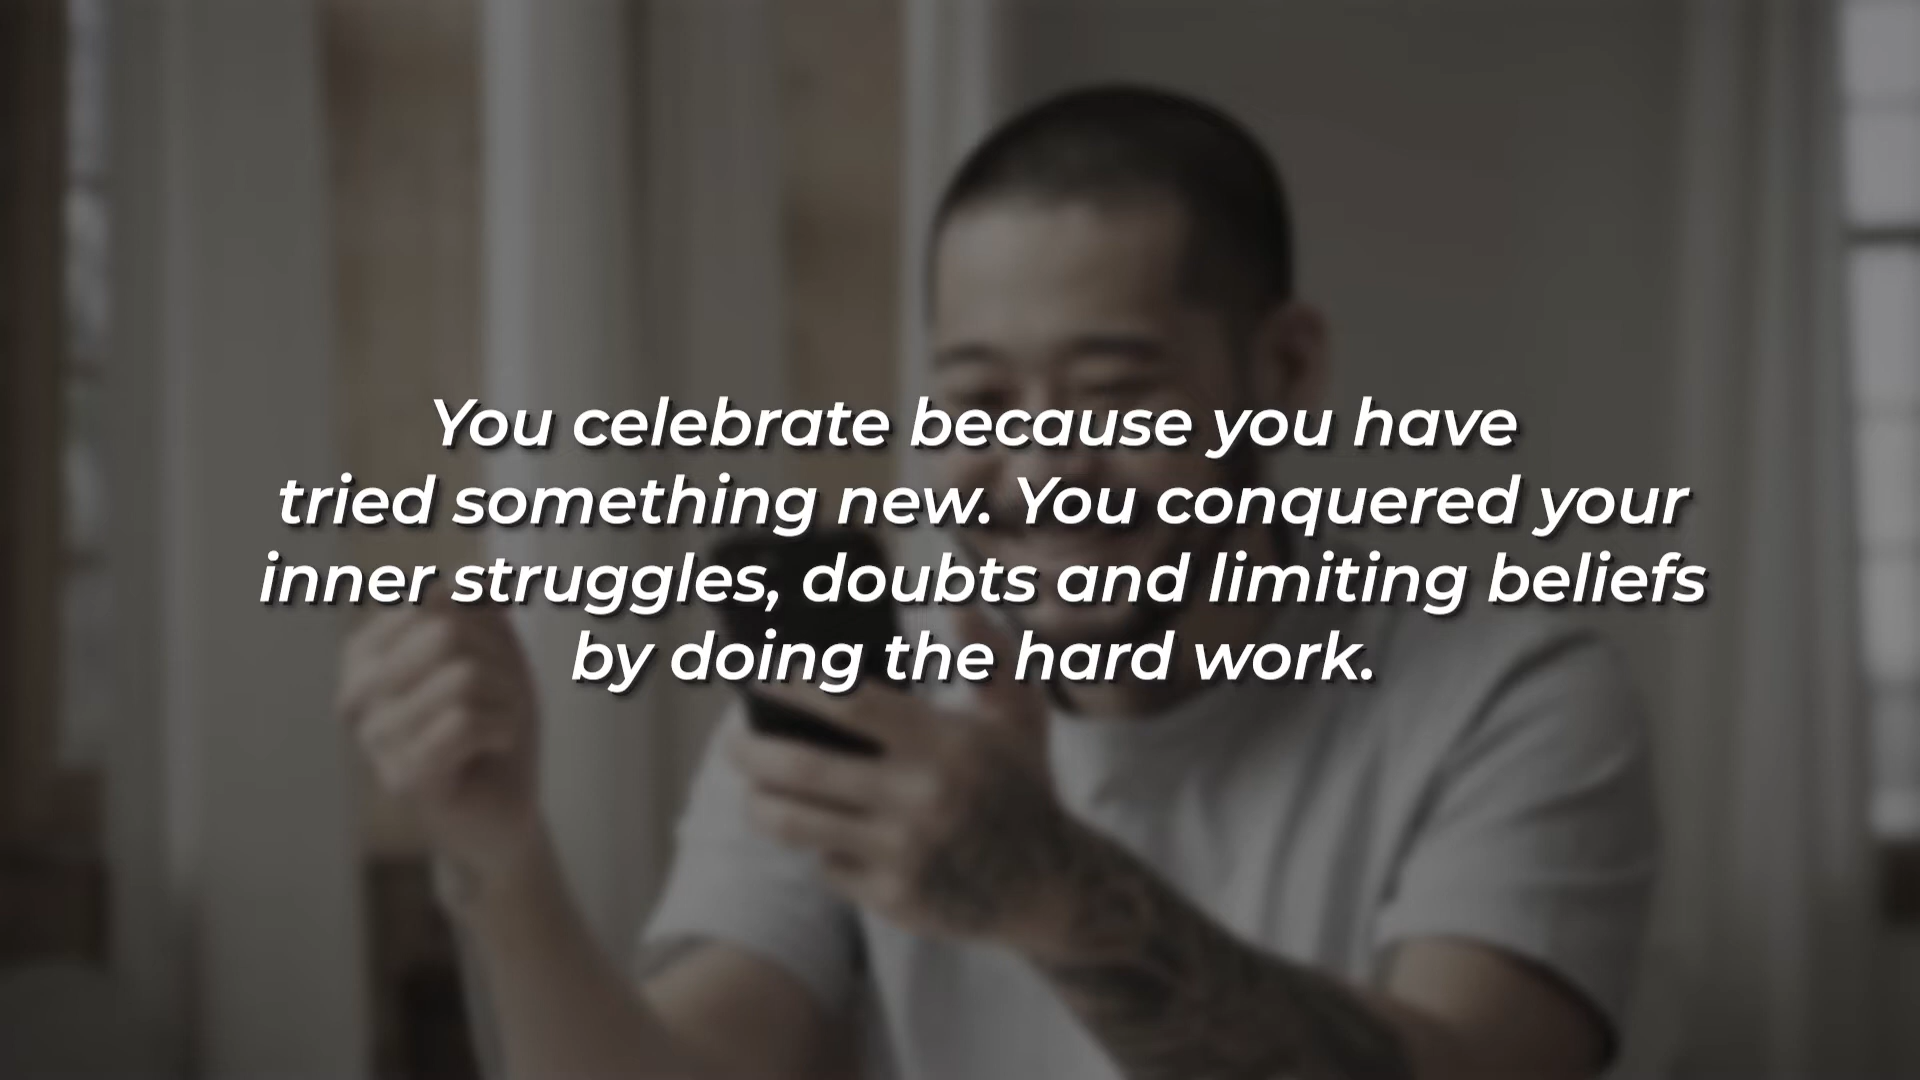 You celebrate because you have
tried something new. You conquered your
inner struggles, doubts and limiting beliefs
by doing the hard work.